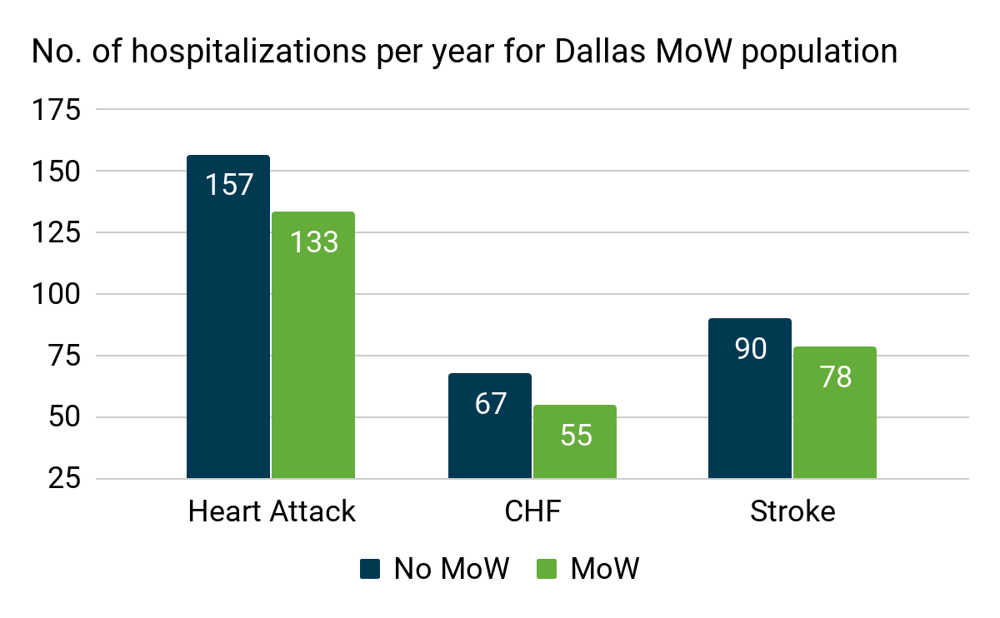 No. of hospitalizations per year for Dallas MoW population
175
150
125
100
75
50
25
157
133
67
55
90
78
Heart Attack
CHF
Stroke
No MoW
MoW